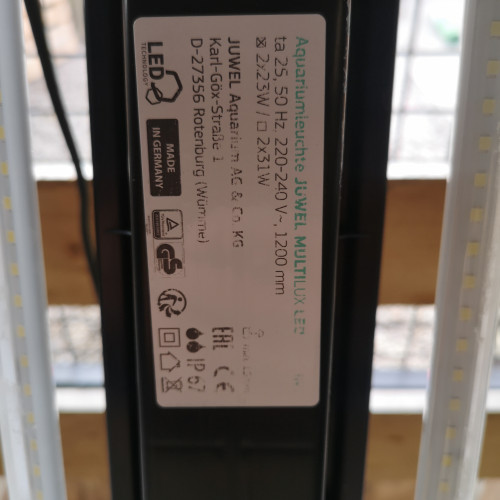 Aquariumleuchte JUWEL MULTILUX LED
ta 25, 50 Hz, 220-240 V~, 1200 mm
☒ 2x23W / ☐ 2x31W
JUWEL Aquarium AG & Co. KG
Karl-Göx-Straße 1
D-27356 Rotenburg (Wümme)
LED
TECHNOLOGY
MADE
IN GERMANY
GS
EAC CE
IP 67